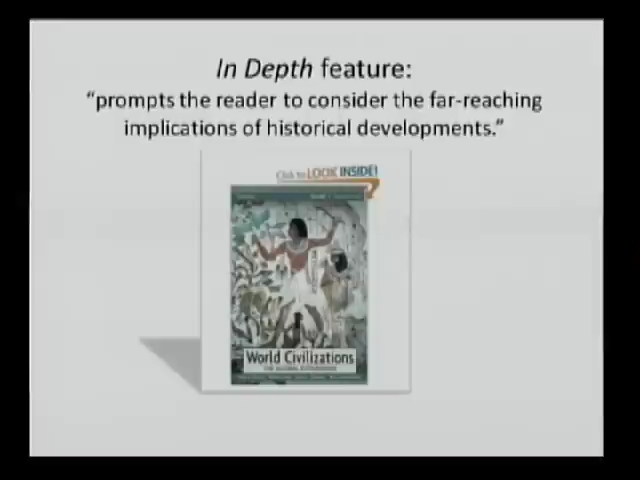 In Depth feature:
“prompts the reader to consider the far-reaching
implications of historical developments.”
Click to LOOK INSIDE!
World Civilizations
THE GLOBAL EXPERIENCE